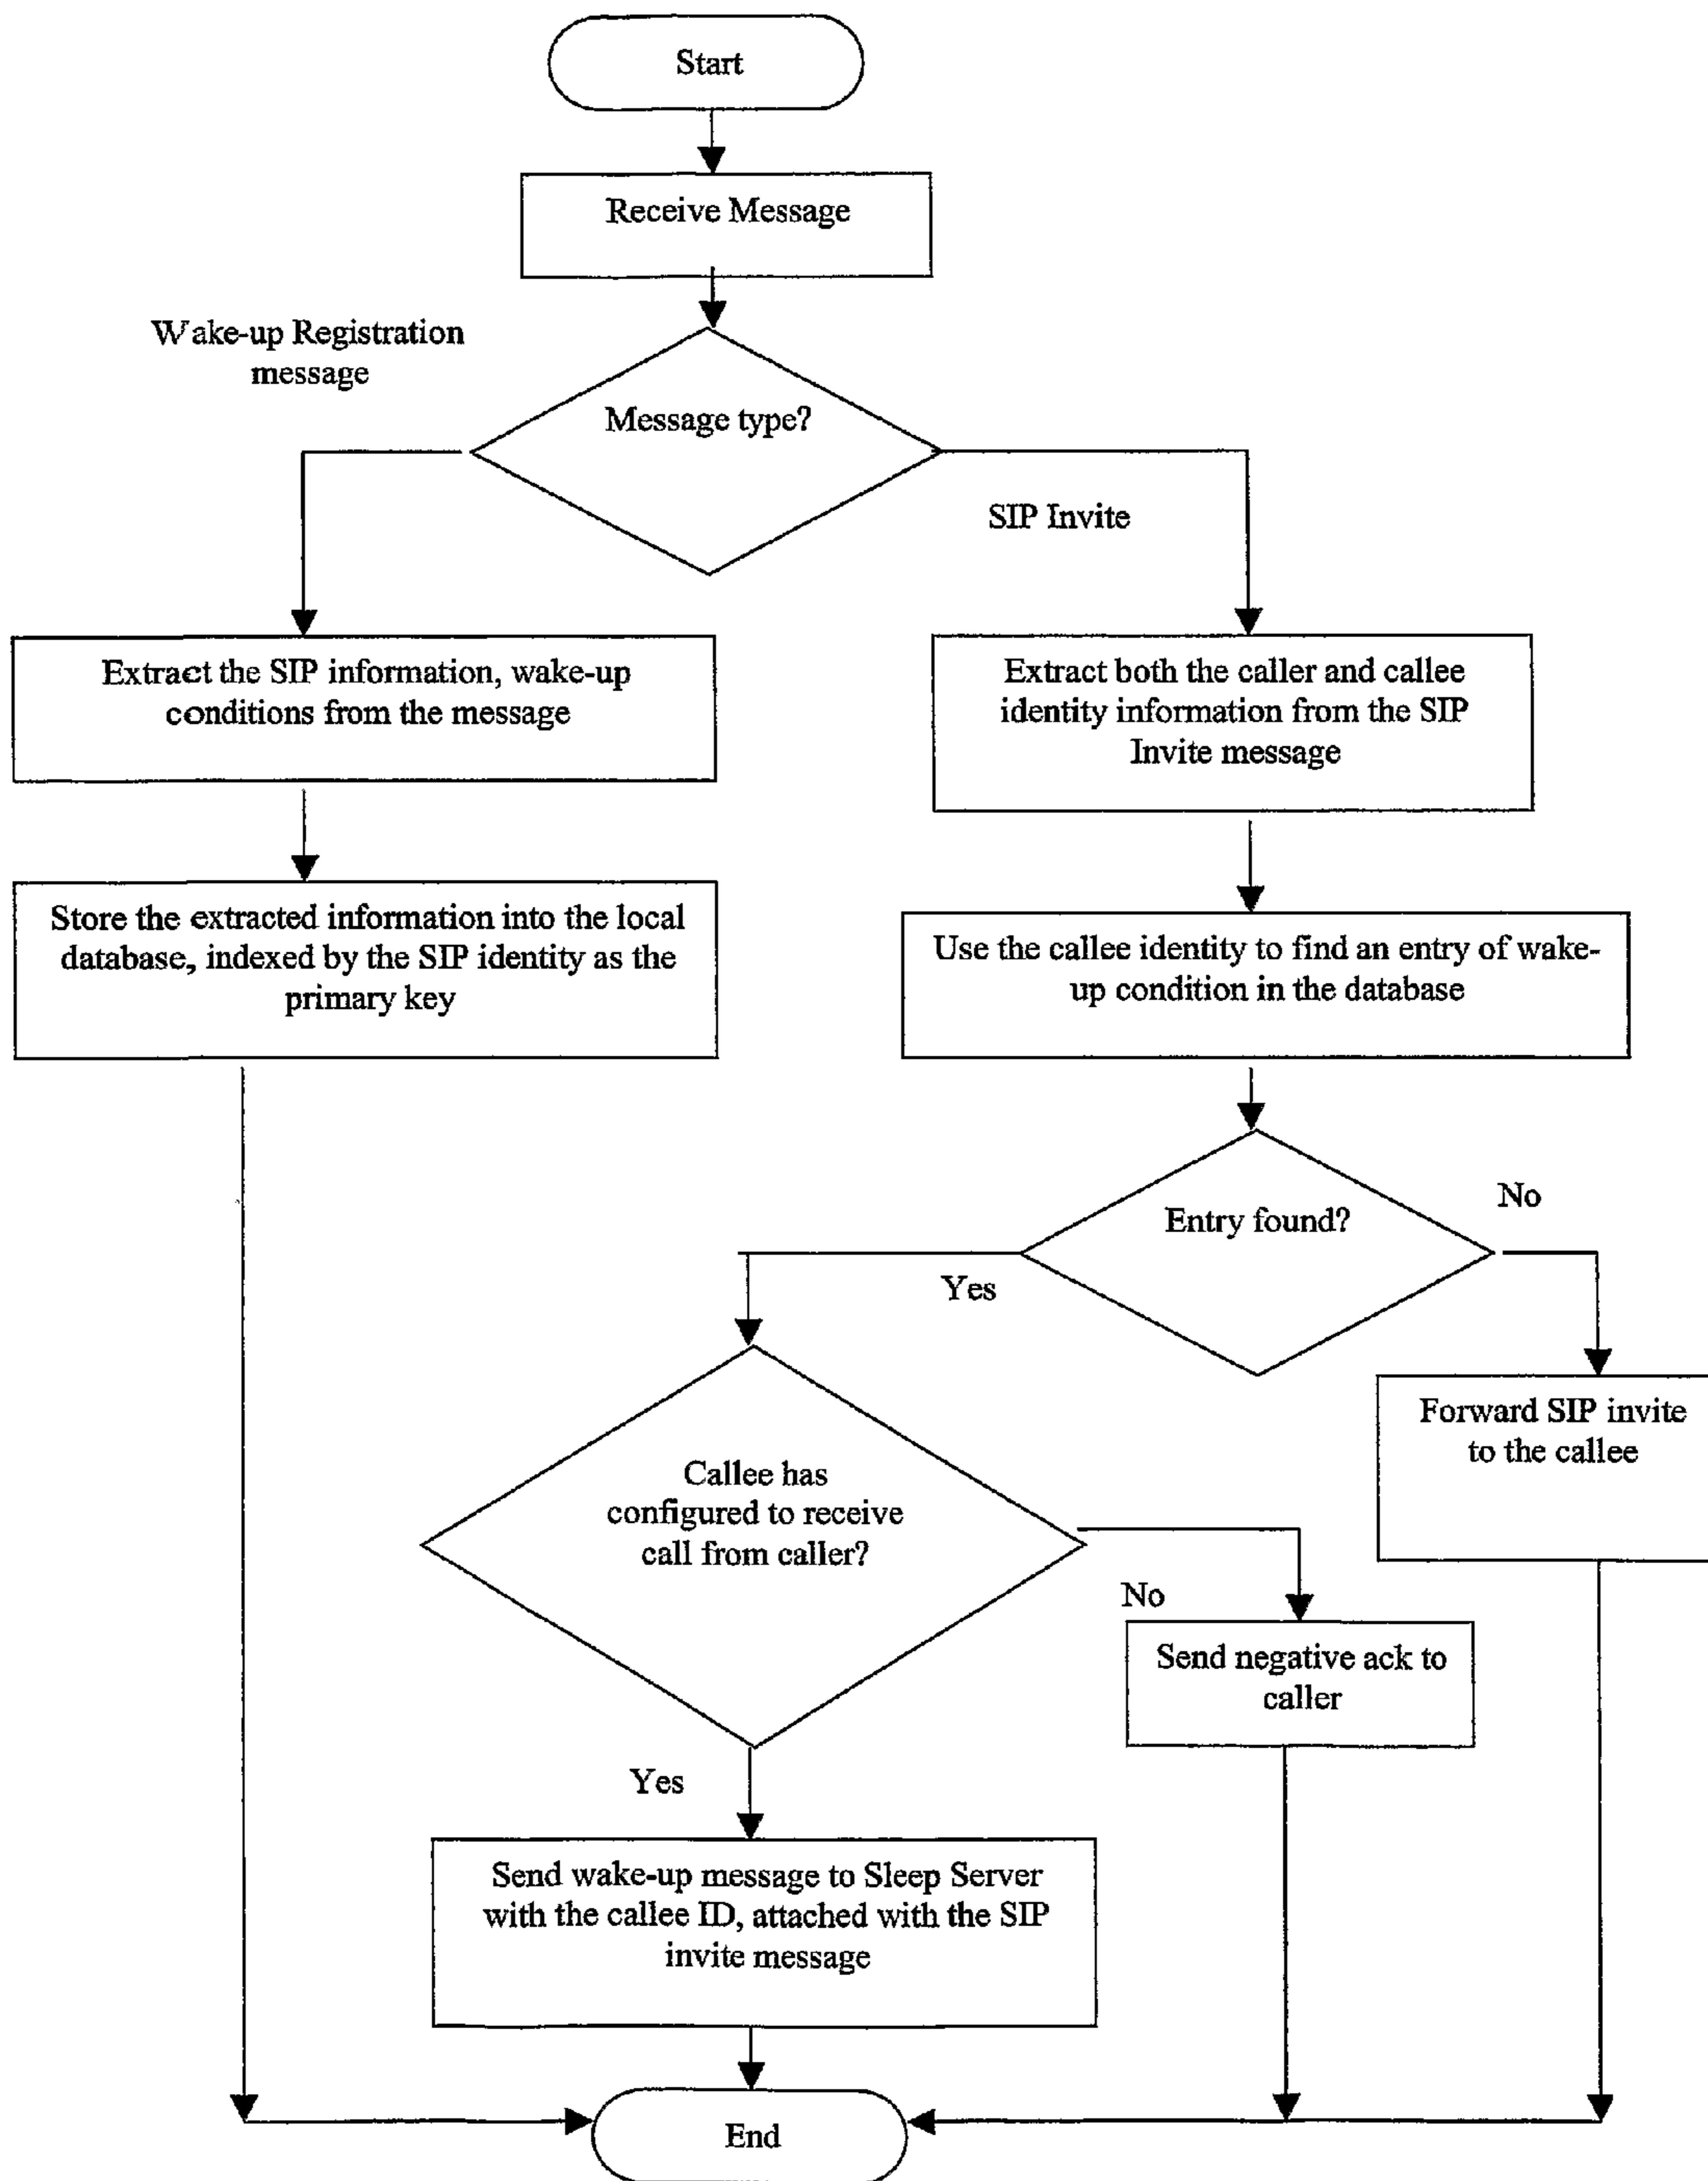 Start
Receive Message
Wake-up Registration
message
Message type?
SIP Invite
Extract the SIP information, wake-up
conditions from the message
Extract both the caller and callee
identity information from the SIP
Invite message
Store the extracted information into the local
database, indexed by the SIP identity as the
primary key
Use the callee identity to find an entry of wake-
up condition in the database
Entry found?
No
Yes
Forward SIP invite
to the callee
Callee has
configured to receive
call from caller?
No
Send negative ack to
caller
Yes
Send wake-up message to Sleep Server
with the callee ID, attached with the SIP
invite message
End